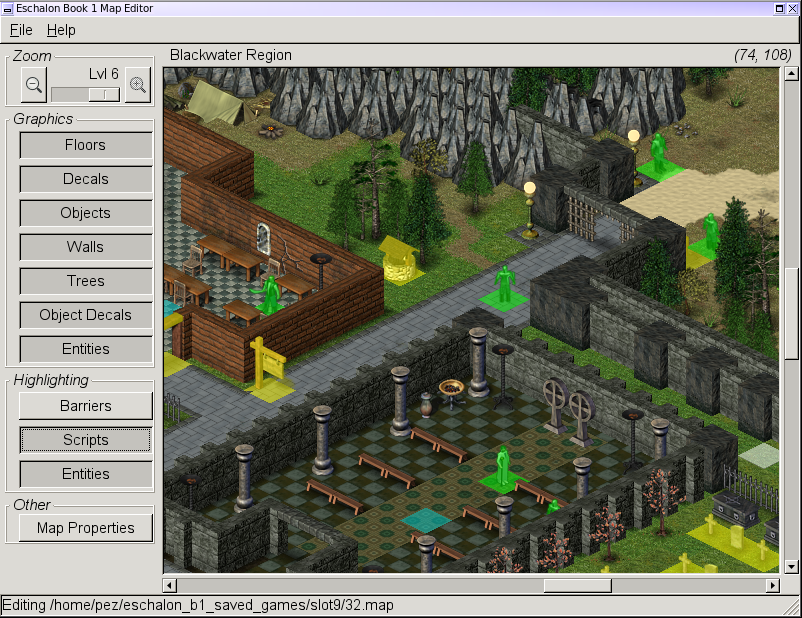 Eschalon Book 1 Map Editor
File Help
Zoom
Lvl 6
Blackwater Region
(74, 108)
Graphics
Floors
Decals
Objects
Walls
Trees
Object Decals
Entities
Highlighting
Barriers
Scripts
Entities
Other
Map Properties
Editing /home/pez/eschalon_b1_saved_games/slot9/32.map